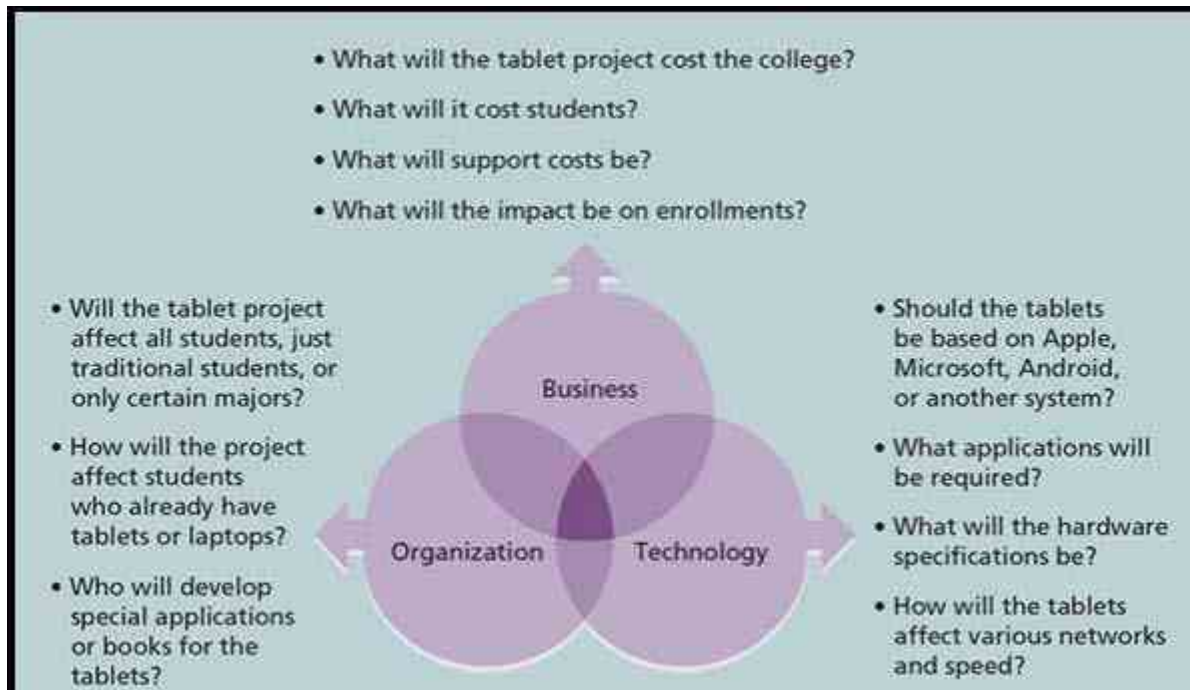 • What will the tablet project cost the college?
• What will it cost students?
• What will support costs be?
• What will the impact be on enrollments?
• Will the tablet project
affect all students, just
traditional students, or
only certain majors?
• How will the project
affect students
who already have
tablets or laptops?
• Who will develop
special applications
or books for the
tablets?
Business
Organization
Technology
• Should the tablets
be based on Apple,
Microsoft, Android,
or another system?
• What applications will
be required?
• What will the hardware
specifications be?
• How will the tablets
affect various networks
and speed?